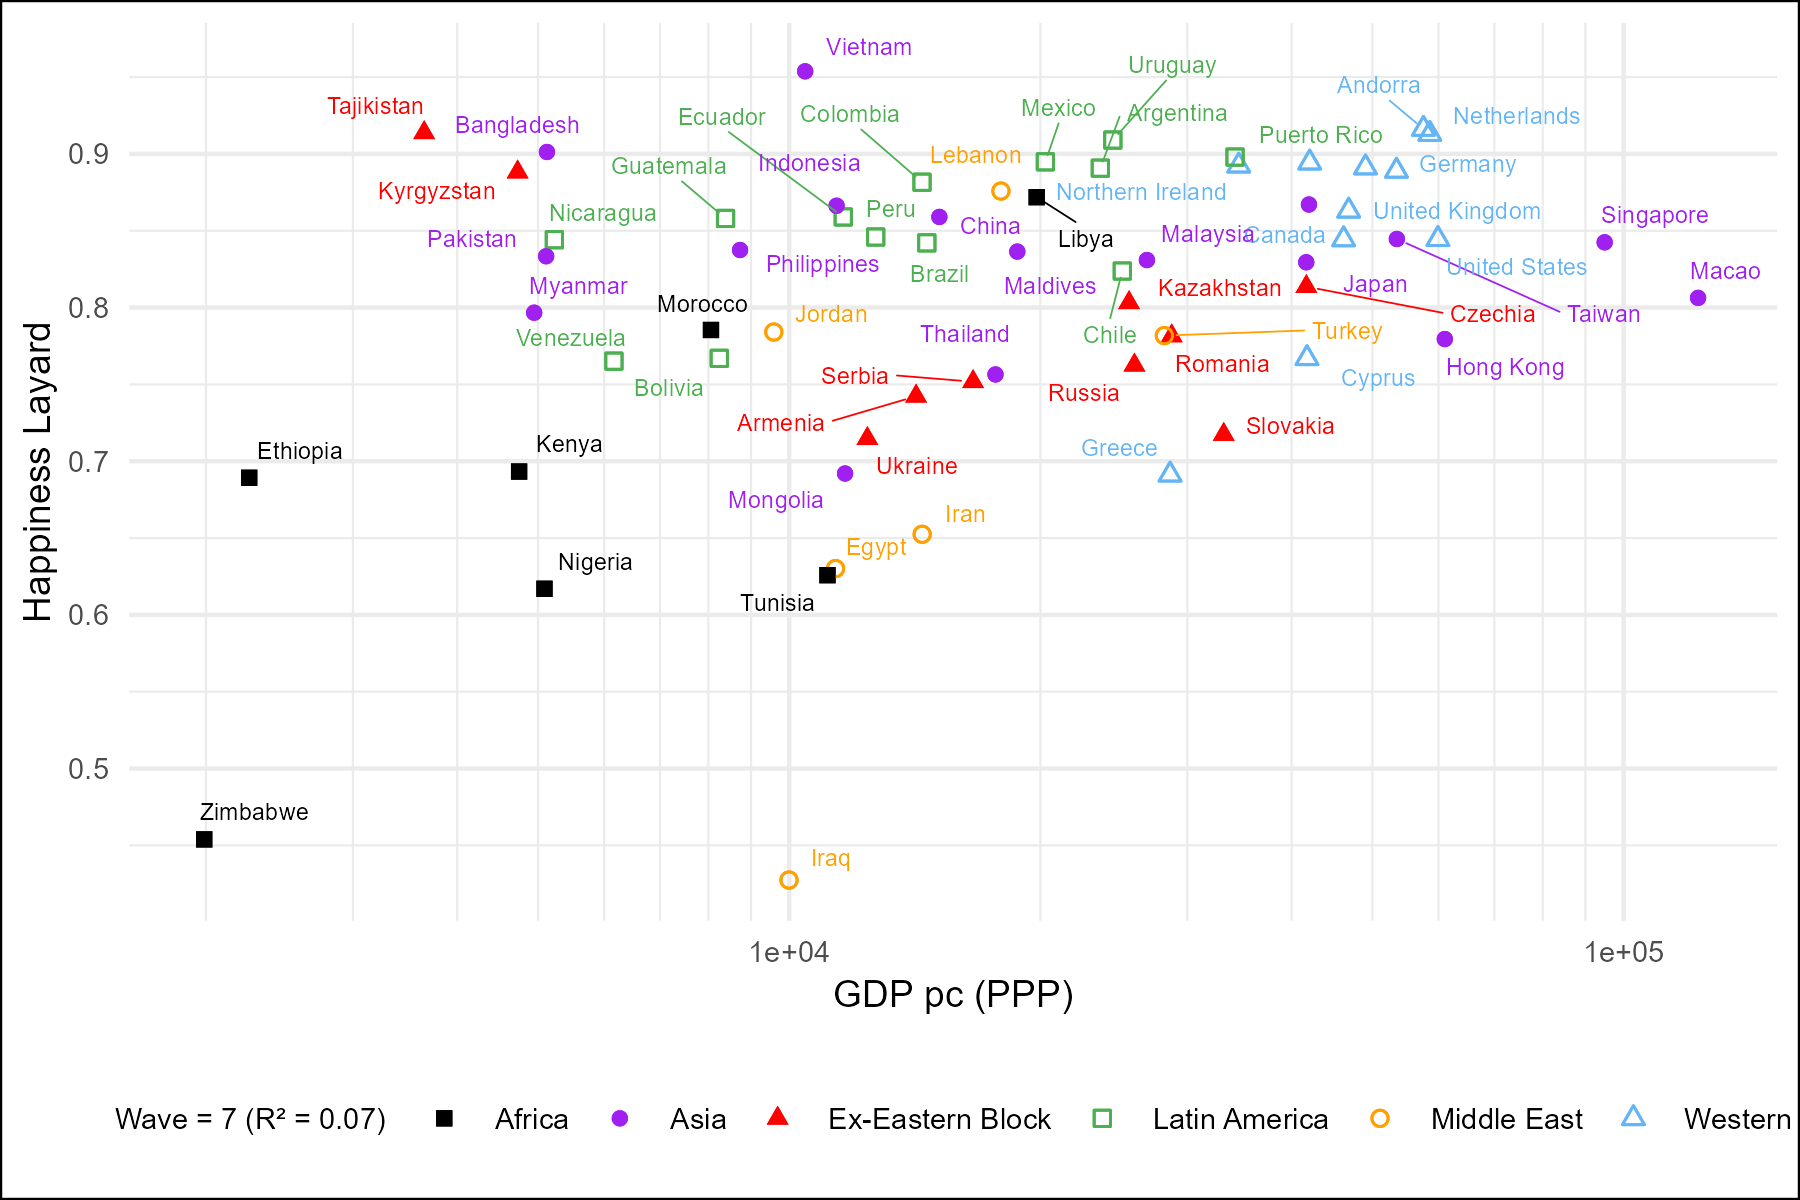 Vietnam
Uruguay
Andorra
Tajikistan
Ecuador
Colombia
Mexico
Argentina
Netherlands
Bangladesh
Puerto Rico
0.9
Guatemala
Indonesia
Lebanon
Germany
Kyrgyzstan
Northern Ireland
Nicaragua
Peru
United Kingdom
Singapore
Pakistan
China
Libya
Malaysia
Canada
Philippines
Brazil
United States
Macao
Myanmar
Maldives
Kazakhstan
Japan
0.8
Morocco
Jordan
Czechia
Taiwan
Venezuela
Thailand
Chile
Turkey
Serbia
Romania
Hong Kong
Bolivia
Russia
Cyprus
Armenia
Slovakia
Ethiopia
Kenya
Greece
0.7
Ukraine
Mongolia
Iran
Egypt
Nigeria
Tunisia
0.6
0.5
Zimbabwe
Iraq
Happiness Layard
1e+04
1e+05
GDP pc (PPP)
Wave = 7 (R² = 0.07)
Africa
Asia
Ex-Eastern Block
Latin America
Middle East
Western